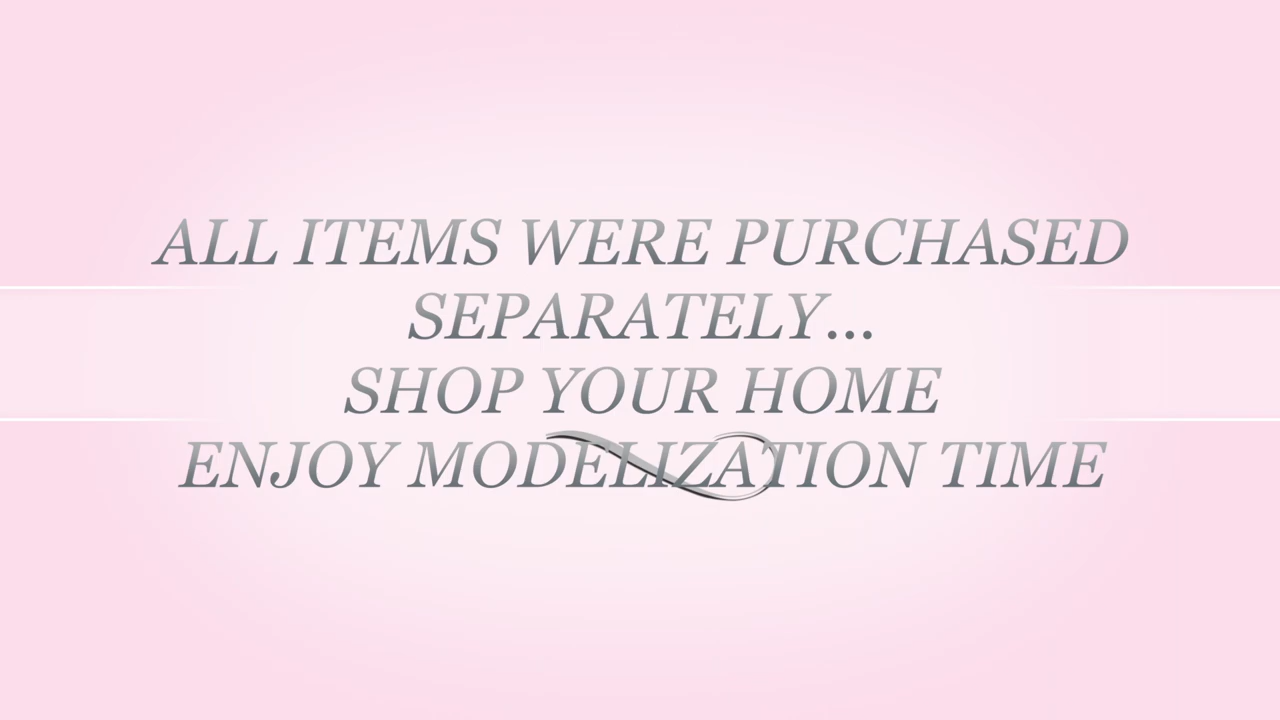 ALL ITEMS WERE PURCHASED
SEPARATELY...
SHOP YOUR HOME
ENJOY MODELIZATION TIME